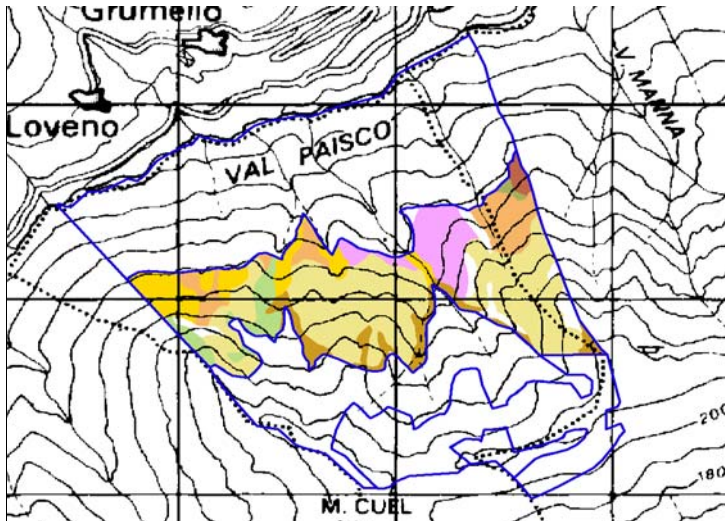 Grumello
Loveno
V. MANNA
VAL PAISCO
200
180
M. CUEL